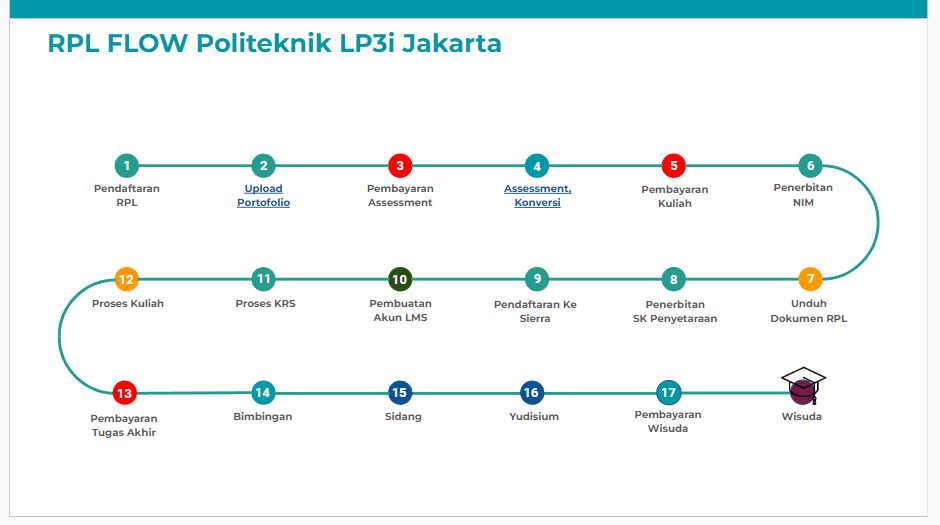 RPL FLOW Politeknik LP3i Jakarta
1
Pendaftaran
RPL
2
Upload
Portofolio
3
Pembayaran
Assessment
4
Assessment,
Konversi
5
Pembayaran
Kuliah
6
Penerbitan
NIM
12
Proses Kuliah
11
Proses KRS
10
Pembuatan
Akun LMS
9
Pendaftaran Ke
Sierra
8
Penerbitan
SK Penyetaraan
7
Unduh
Dokumen RPL
13
Pembayaran
Tugas Akhir
14
Bimbingan
15
Sidang
16
Yudisium
17
Pembayaran
Wisuda
Wisuda